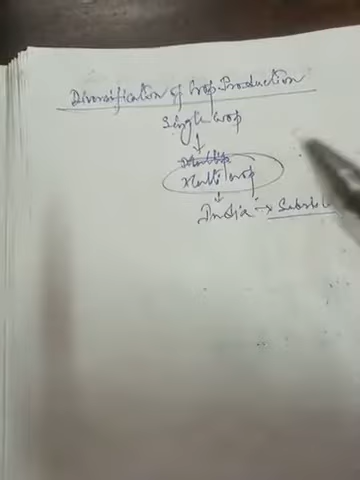 Diversification of Crop Production
Single crop
↓
Multi crop
↓
India →